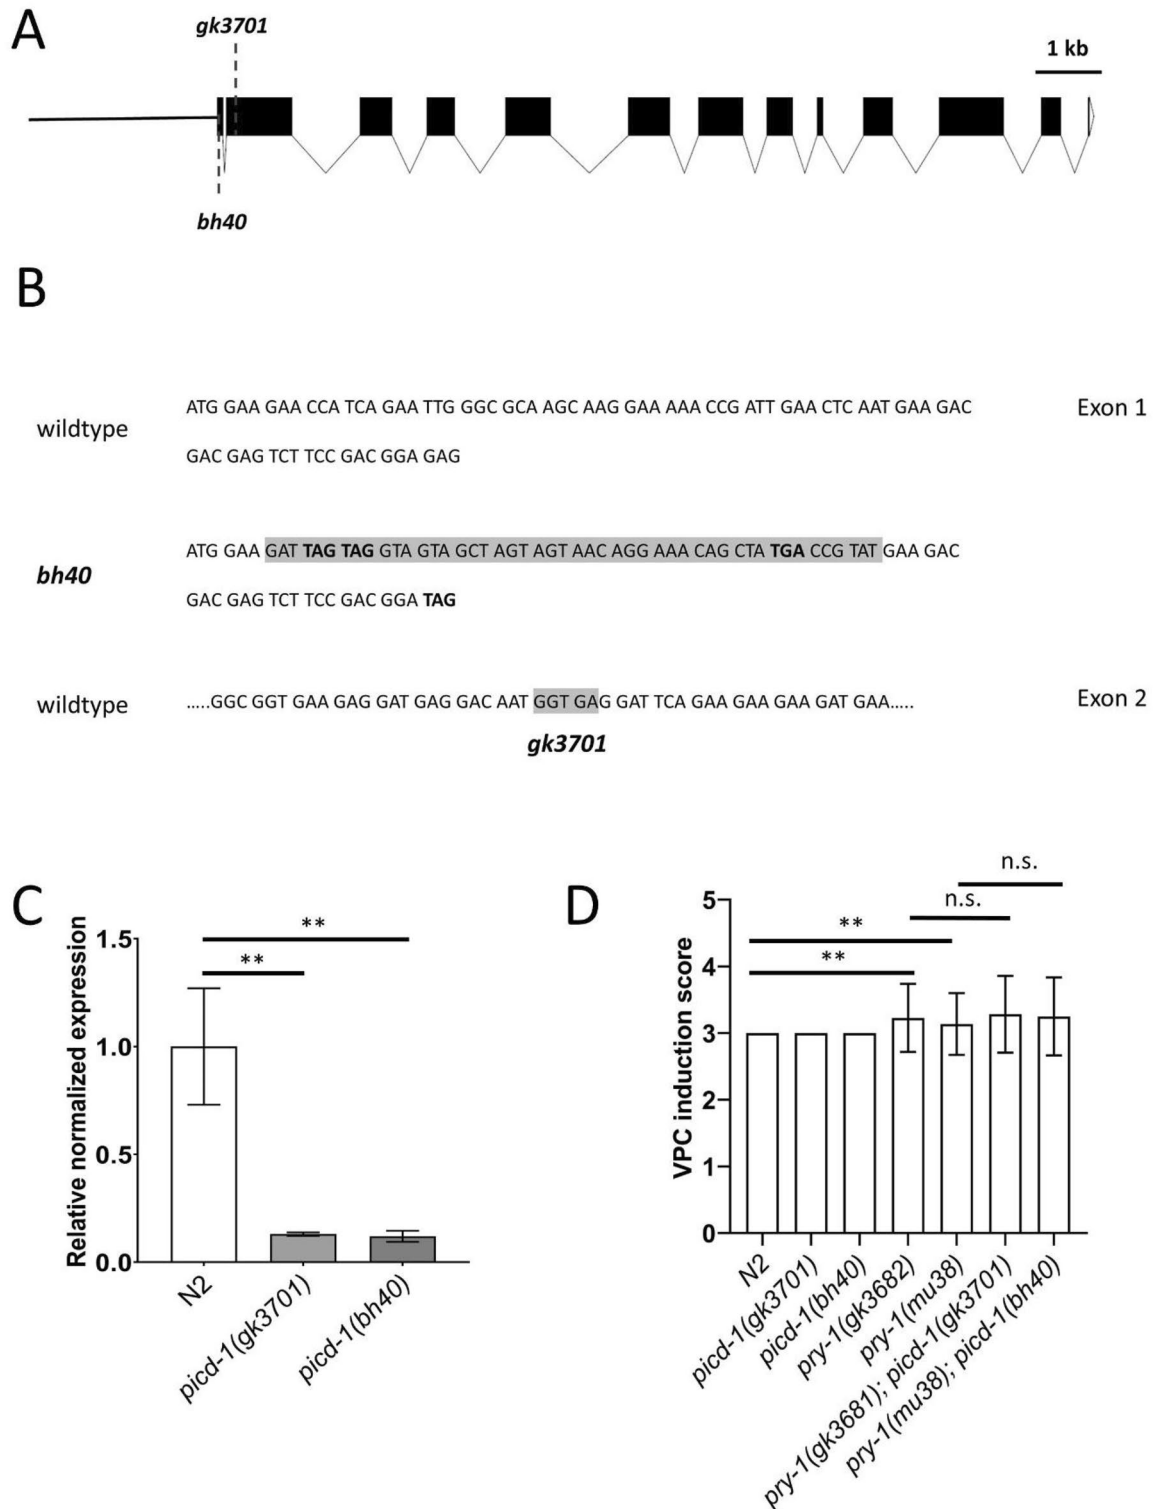 A
gk3701
1 kb
bh40
B
wildtype
ATG GAA GAA CCA TCA GAA TTG GGC GCA AGC AAG GAA AAA CCG ATT GAA CTC AAT GAA GAC
Exon 1
GAC GAG TCT TCC GAC GGA GAG
bh40
ATG GAA GAT TAG TAG GTA GTA GCT AGT AGT AAC AGG AAA CAG CTA TGA CCG TAT GAA GAC
GAC GAG TCT TCC GAC GGA TAG
wildtype
.....GGC GGT GAA GAG GAT GAG GAC AAT GGT GAG GAT TCA GAA GAA GAA GAT GAA.....
Exon 2
gk3701
C
Relative normalized expression
1.5
1.0
0.5
0.0
**
**
N2
picd-1(gk3701)
picd-1(bh40)
D
VPC induction score
5
4
3
2
1
0
n.s.
n.s.
**
**
N2
picd-1(gk3701)
picd-1(bh40)
pry-1(gk3682)
pry-1(mu38)
pry-1(gk3681); picd-1(gk3701)
pry-1(mu38); picd-1(bh40)